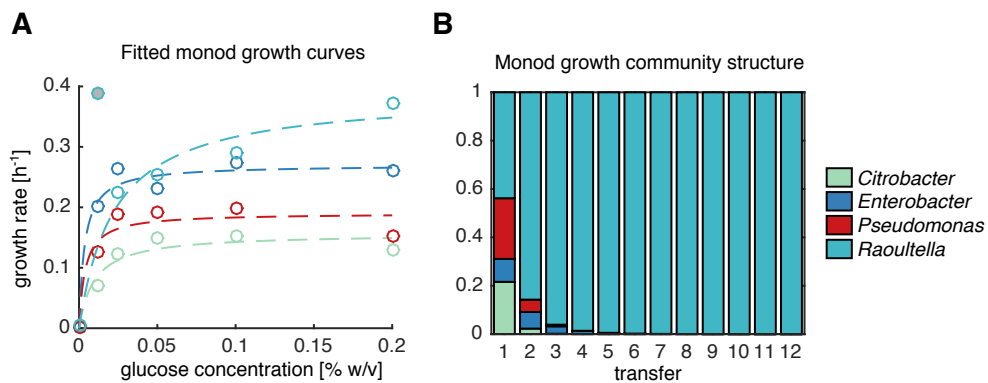 A
Fitted monod growth curves
growth rate [h⁻¹]
0.4
0.3
0.2
0.1
0
0 0.05 0.1 0.15 0.2
glucose concentration [% w/v]
B
Monod growth community structure
1
0.8
0.6
0.4
0.2
0
1 2 3 4 5 6 7 8 9 10 11 12
transfer
Citrobacter
Enterobacter
Pseudomonas
Raoultella